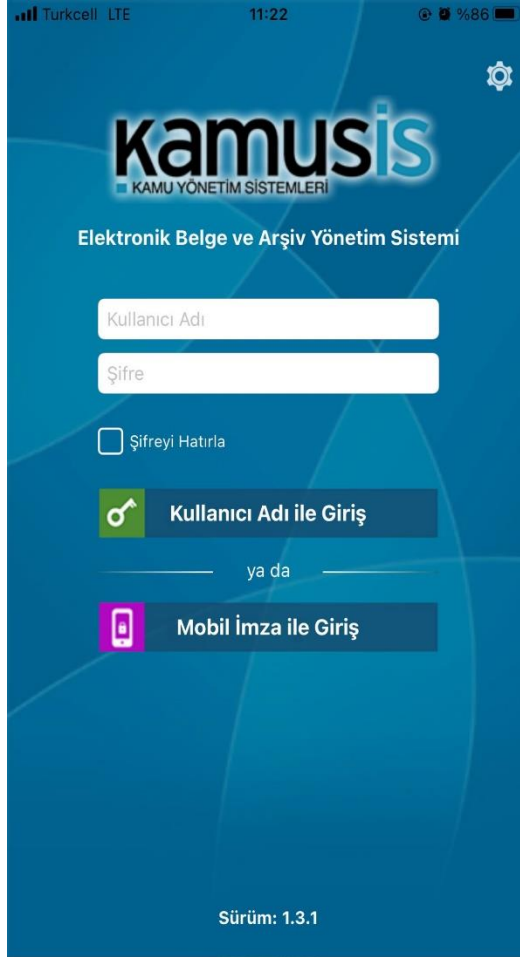 Turkcell LTE 11:22 %86
kamusis
KAMU YÖNETİM SİSTEMLERİ
Elektronik Belge ve Arşiv Yönetim Sistemi
Kullanıcı Adı
Şifre
Şifreyi Hatırla
Kullanıcı Adı ile Giriş
ya da
Mobil İmza ile Giriş
Sürüm: 1.3.1